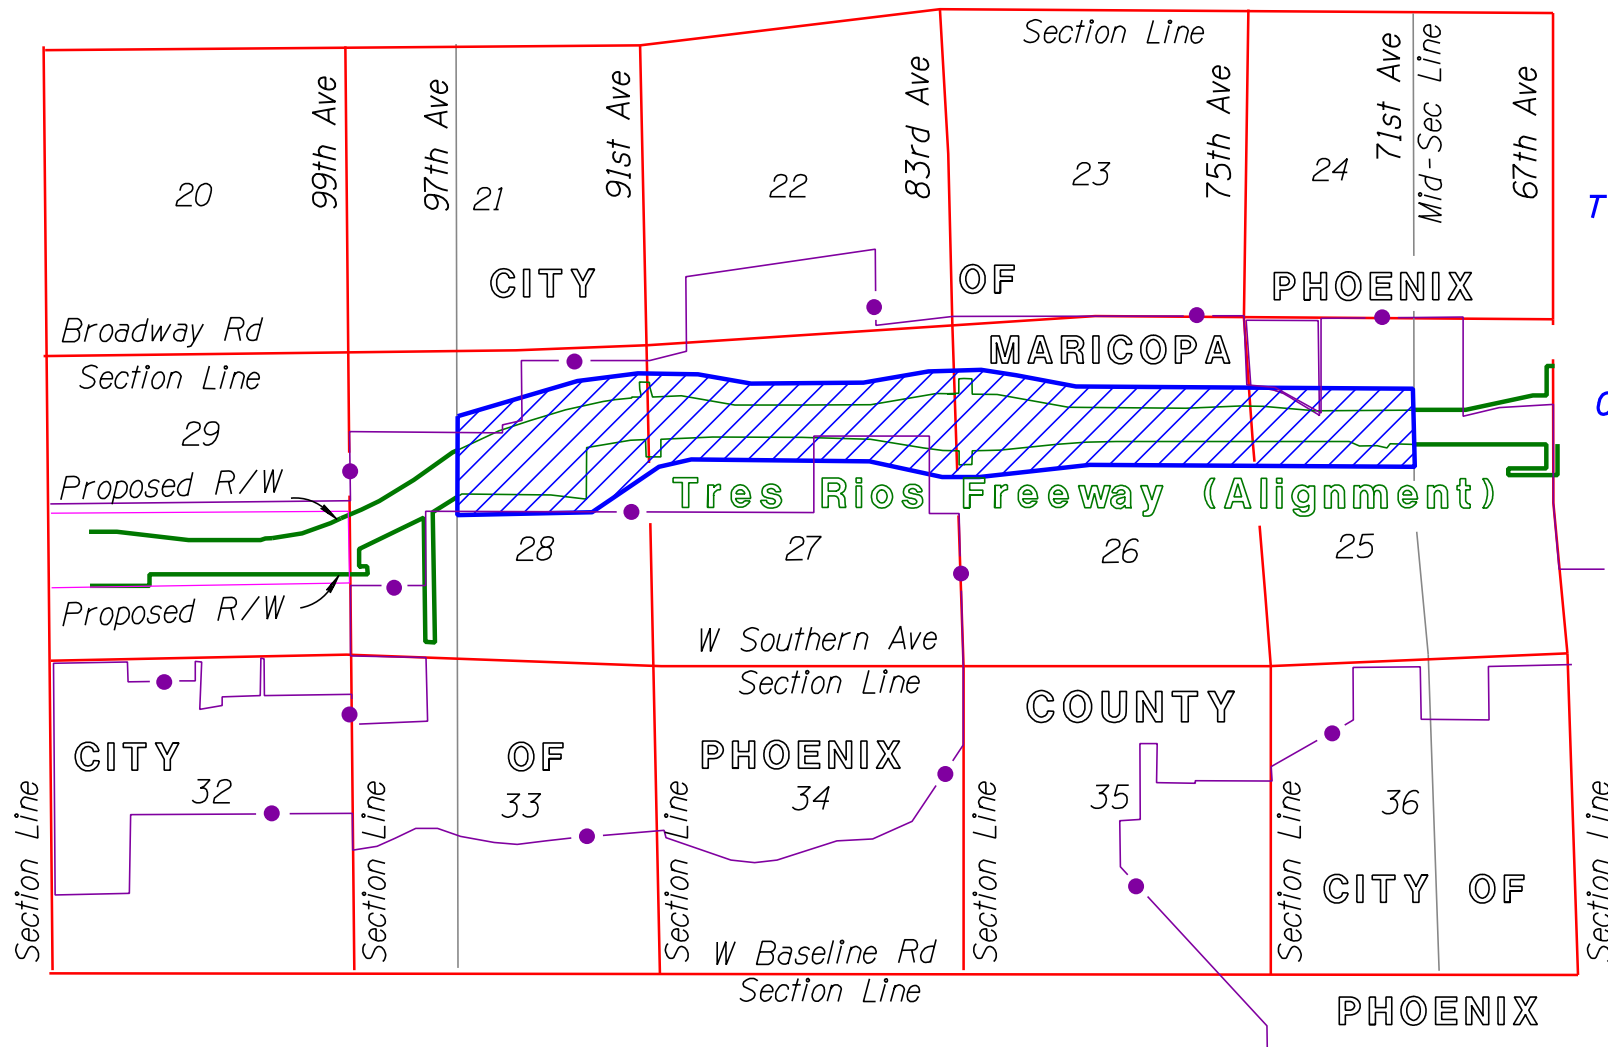 Section Line
99th Ave
97th Ave
91st Ave
83rd Ave
75th Ave
71st Ave
Mid-Sec Line
67th Ave
20
21
22
23
24
T
CITY OF PHOENIX
Broadway Rd
Section Line
MARICOPA
C
29
Proposed R/W
Tres Rios Freeway (Alignment)
28
27
26
25
Proposed R/W
W Southern Ave
Section Line
COUNTY
CITY OF PHOENIX
32
33
34
35
36
Section Line
Section Line
Section Line
Section Line
Section Line
Section Line
CITY OF
W Baseline Rd
Section Line
PHOENIX